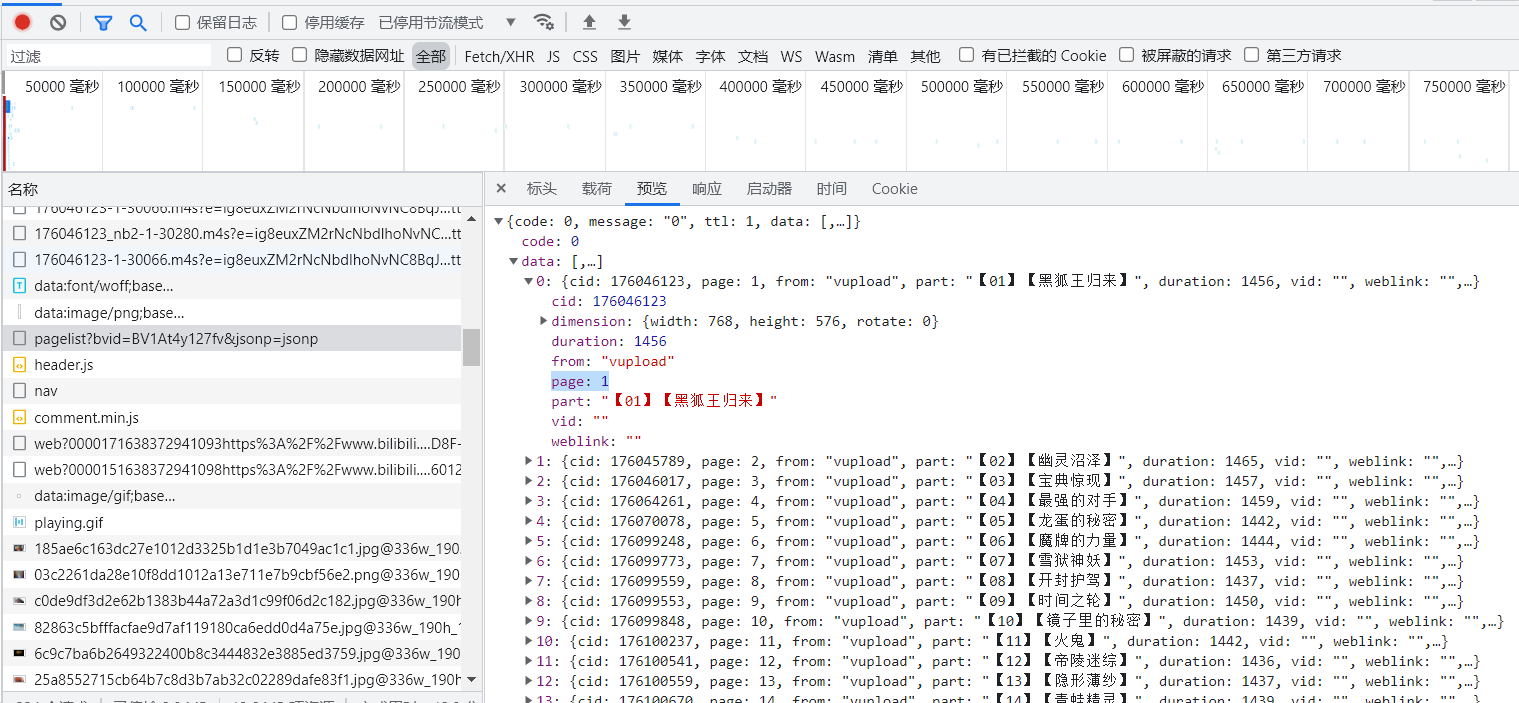 保留日志 停用缓存 已停用节流模式
过滤 反转 隐藏数据网址 全部 Fetch/XHR JS CSS 图片 媒体 字体 文档 WS Wasm 清单 其他 有已拦截的 Cookie 被屏蔽的请求 第三方请求
50000 毫秒 100000 毫秒 150000 毫秒 200000 毫秒 250000 毫秒 300000 毫秒 350000 毫秒 400000 毫秒 450000 毫秒 500000 毫秒 550000 毫秒 600000 毫秒 650000 毫秒 700000 毫秒 750000 毫秒
名称
176046123-1-30066.m4s?e=ig8euxZM2rNcNbdlhoNvNC8BqJ...tt
176046123_nb2-1-30280.m4s?e=ig8euxZM2rNcNbdlhoNvNC...tt
176046123-1-30066.m4s?e=ig8euxZM2rNcNbdlhoNvNC8BqJ...tt
data:font/woff;base...
data:image/png;base...
pagelist?bvid=BV1At4y127fv&jsonp=jsonp
header.js
nav
comment.min.js
web?0000171638372941093https%3A%2F%2Fwww.bilibili....D8F-
web?0000151638372941098https%3A%2F%2Fwww.bilibili....6012
data:image/gif;base...
playing.gif
185ae6c163dc27e1012d3325b1d1e3b7049ac1c1.jpg@336w_190
03c2261da28e10f8dd1012a13e711e7b9cbf56e2.png@336w_190
c0de9df3d2e62b1383b44a72a3d1c99f06d2c182.jpg@336w_190h
82863c5bfffacfae9d7af119180ca6edd0d4a75e.jpg@336w_190h_1
6c9c7ba6b2649322400b8c3444832e3885ed3759.jpg@336w_190
25a8552715cb64b7c8d3b7ab32c02289dafe83f1.jpg@336w_190h
标头 载荷 预览 响应 启动器 时间 Cookie
{code: 0, message: "0", ttl: 1, data: [,…]}
code: 0
data: [,…]
0: {cid: 176046123, page: 1, from: "vupload", part: "【01】【黑狐王归来】", duration: 1456, vid: "", weblink: "",…}
cid: 176046123
dimension: {width: 768, height: 576, rotate: 0}
duration: 1456
from: "vupload"
page: 1
part: "【01】【黑狐王归来】"
vid: ""
weblink: ""
1: {cid: 176045789, page: 2, from: "vupload", part: "【02】【幽灵沼泽】", duration: 1465, vid: "", weblink: "",…}
2: {cid: 176046017, page: 3, from: "vupload", part: "【03】【宝典惊现】", duration: 1457, vid: "", weblink: "",…}
3: {cid: 176064261, page: 4, from: "vupload", part: "【04】【最强的对手】", duration: 1459, vid: "", weblink: "",…}
4: {cid: 176070078, page: 5, from: "vupload", part: "【05】【龙蛋的秘密】", duration: 1442, vid: "", weblink: "",…}
5: {cid: 176099248, page: 6, from: "vupload", part: "【06】【魔牌的力量】", duration: 1444, vid: "", weblink: "",…}
6: {cid: 176099773, page: 7, from: "vupload", part: "【07】【雪狱神妖】", duration: 1453, vid: "", weblink: "",…}
7: {cid: 176099559, page: 8, from: "vupload", part: "【08】【开封护驾】", duration: 1437, vid: "", weblink: "",…}
8: {cid: 176099553, page: 9, from: "vupload", part: "【09】【时间之轮】", duration: 1450, vid: "", weblink: "",…}
9: {cid: 176099848, page: 10, from: "vupload", part: "【10】【镜子里的秘密】", duration: 1439, vid: "", weblink: "",…}
10: {cid: 176100237, page: 11, from: "vupload", part: "【11】【火鬼】", duration: 1442, vid: "", weblink: "",…}
11: {cid: 176100541, page: 12, from: "vupload", part: "【12】【帝陵迷综】", duration: 1436, vid: "", weblink: "",…}
12: {cid: 176100559, page: 13, from: "vupload", part: "【13】【隐形薄纱】", duration: 1437, vid: "", weblink: "",…}
13: {cid: 176100670, page: 14, from: "vupload", part: "【14】【青蛙精灵】", duration: 1439, vid: "", weblink: "",…}